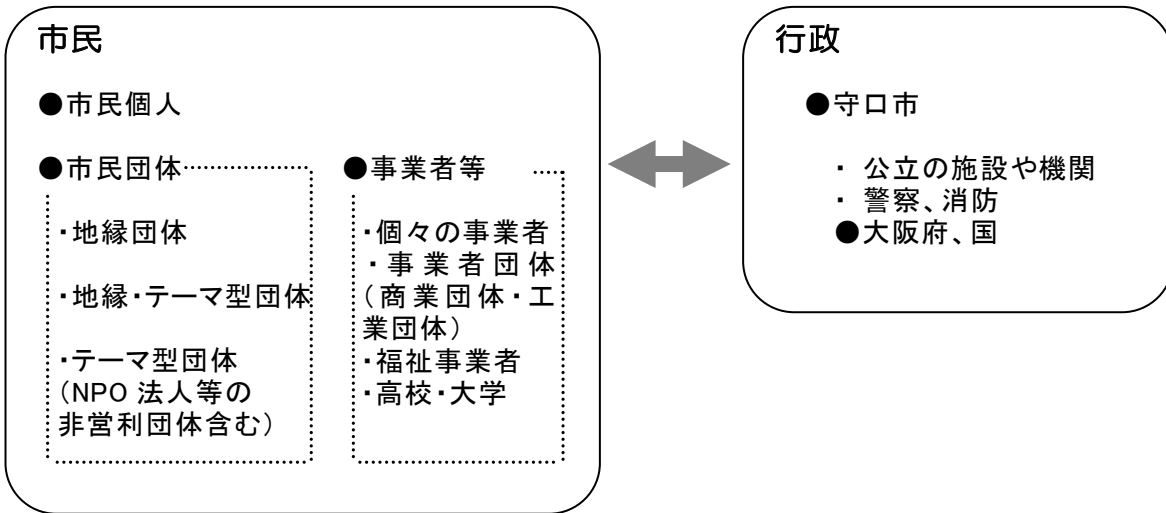 市民
●市民個人
●市民団体
・地縁団体
・地縁・テーマ型団体
・テーマ型団体
(NPO 法人等の
非営利団体含む)
●事業者等
・個々の事業者
・事業者団体
(商業団体・工
業団体)
・福祉事業者
・高校・大学
行政
●守口市
・ 公立の施設や機関
・ 警察、消防
●大阪府、国